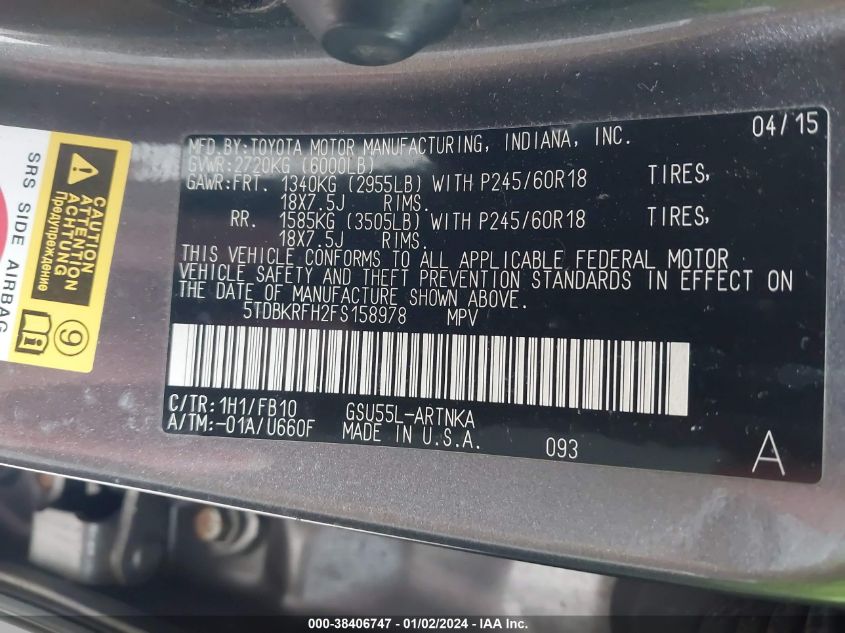 MFD.BY:TOYOTA MOTOR MANUFACTURING, INDIANA, INC. 04/15
GVWR:2720KG (6000LB)
GAWR:FRT. 1340KG (2955LB) WITH P245/60R18 TIRES,
18X7.5J RIMS.
RR. 1585KG (3505LB) WITH P245/60R18 TIRES,
18X7.5J RIMS.
THIS VEHICLE CONFORMS TO ALL APPLICABLE FEDERAL MOTOR
VEHICLE SAFETY AND THEFT PREVENTION STANDARDS IN EFFECT ON
THE DATE OF MANUFACTURE SHOWN ABOVE.
5TDBKRFH2FS158978 MPV
C/TR:1H1/FB10 GSU55L-ARTNKA
A/TM:-01A/U660F MADE IN U.S.A. 093 A
SRS SIDE AIRBAG
CAUTION
ATTENTION
ACHTUNG
Предупреждение
9
000-38406747 - 01/02/2024 - IAA Inc.